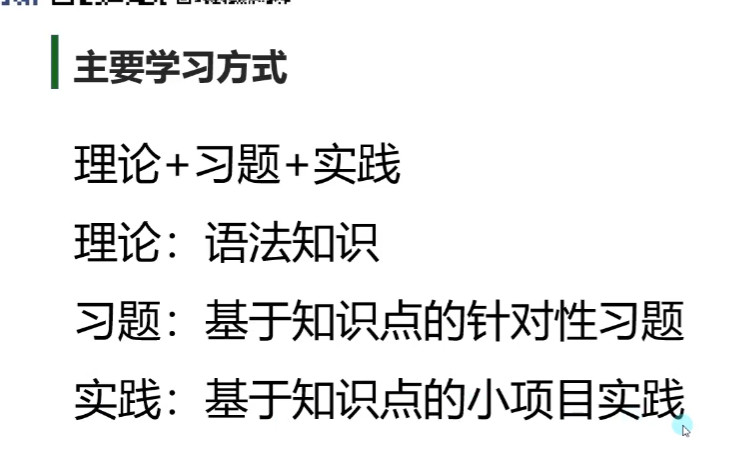 主要学习方式
理论+习题+实践
理论：语法知识
习题：基于知识点的针对性习题
实践：基于知识点的小项目实践